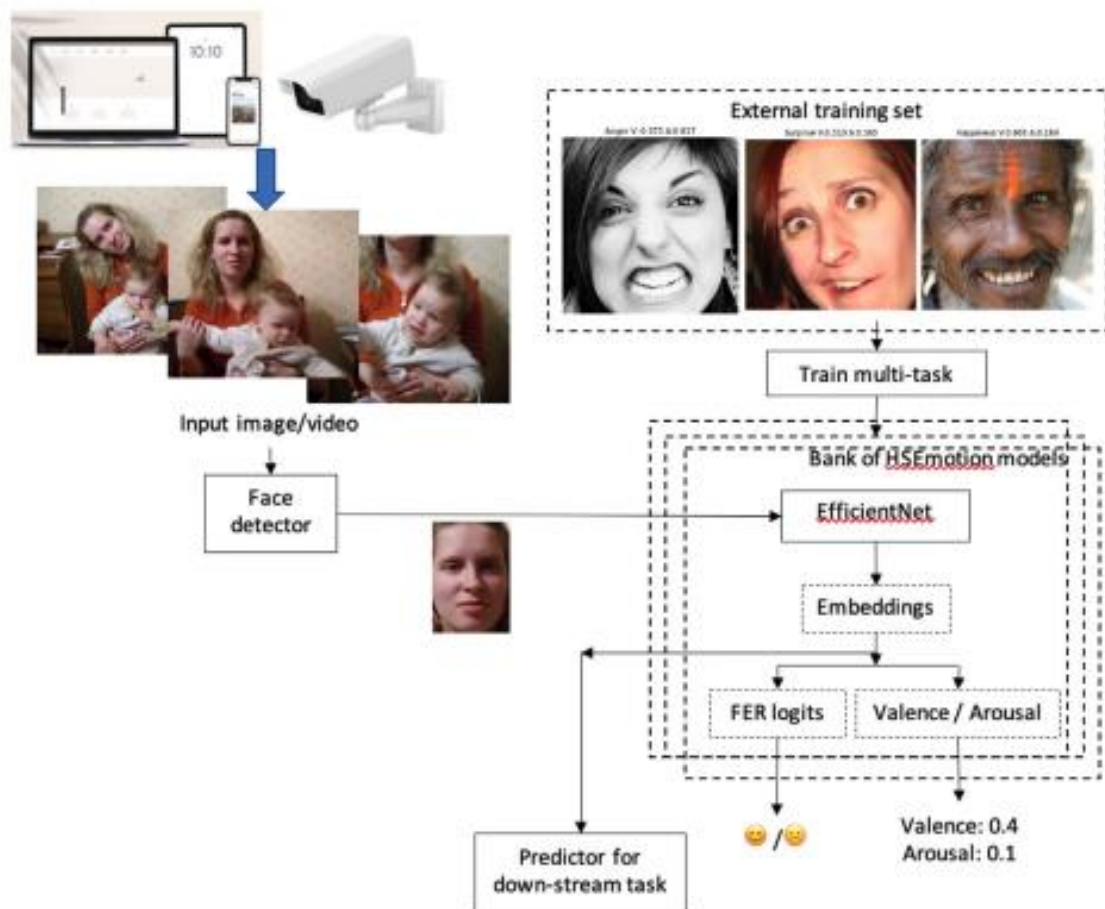 10:10
External training set
Input image/video
Train multi-task
Face
detector
Bank of HSEmotion models
EfficientNet
Embeddings
FER logits
Valence / Arousal
😊 /🙂
Valence: 0.4
Arousal: 0.1
Predictor for
down-stream task